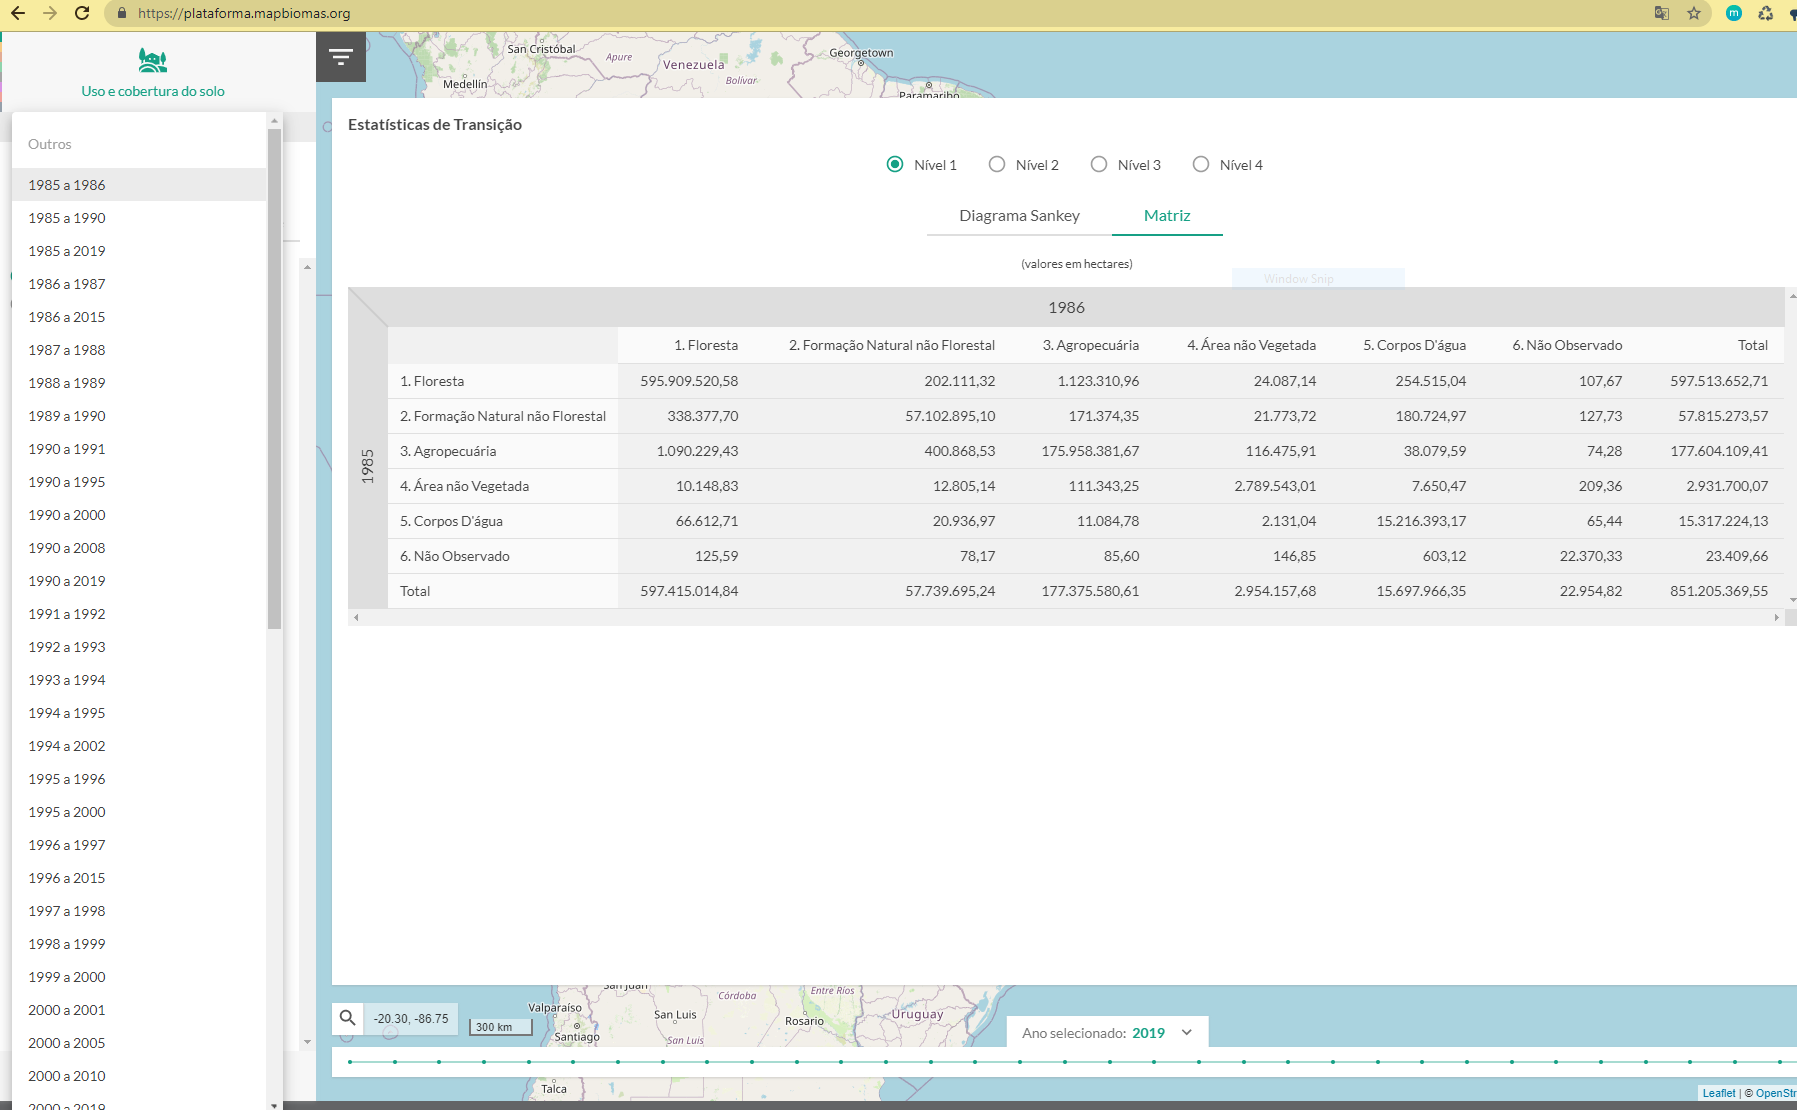 https://plataforma.mapbiomas.org
Uso e cobertura do solo
Outros
1985 a 1986
1985 a 1990
1985 a 2019
1986 a 1987
1986 a 2015
1987 a 1988
1988 a 1989
1989 a 1990
1990 a 1991
1990 a 1995
1990 a 2000
1990 a 2008
1990 a 2019
1991 a 1992
1992 a 1993
1993 a 1994
1994 a 1995
1994 a 2002
1995 a 1996
1995 a 2000
1996 a 1997
1996 a 2015
1997 a 1998
1998 a 1999
1999 a 2000
2000 a 2001
2000 a 2005
2000 a 2010
2000 a 2019
San Cristóbal
Apure
Venezuela
Bolívar
Georgetown
Medellín
Paramaribo
Estatísticas de Transição
Nível 1 Nível 2 Nível 3 Nível 4
Diagrama Sankey Matriz
(valores em hectares)
Window Snip
1986
1. Floresta 2. Formação Natural não Florestal 3. Agropecuária 4. Área não Vegetada 5. Corpos D'água 6. Não Observado Total
1985
1. Floresta 595.909.520,58 202.111,32 1.123.310,96 24.087,14 254.515,04 107,67 597.513.652,71
2. Formação Natural não Florestal 338.377,70 57.102.895,10 171.374,35 21.773,72 180.724,97 127,73 57.815.273,57
3. Agropecuária 1.090.229,43 400.868,53 175.958.381,67 116.475,91 38.079,59 74,28 177.604.109,41
4. Área não Vegetada 10.148,83 12.805,14 111.343,25 2.789.543,01 7.650,47 209,36 2.931.700,07
5. Corpos D'água 66.612,71 20.936,97 11.084,78 2.131,04 15.216.393,17 65,44 15.317.224,13
6. Não Observado 125,59 78,17 85,60 146,85 603,12 22.370,33 23.409,66
Total 597.415.014,84 57.739.695,24 177.375.580,61 2.954.157,68 15.697.966,35 22.954,82 851.205.369,55
San Juan
Córdoba
Entre Ríos
Valparaíso
San Luis
Rosario
Uruguay
Santiago
San Luis
Talca
-20.30, -86.75
300 km
Ano selecionado: 2019
Leaflet | © OpenStr